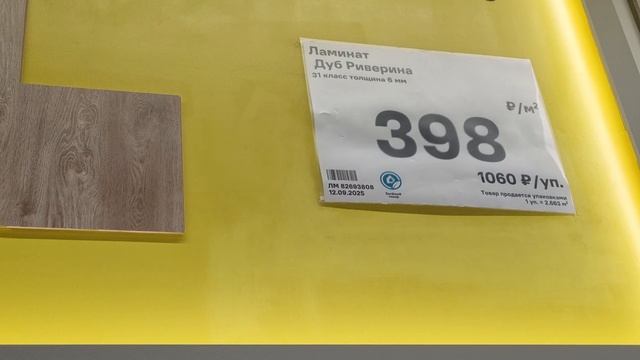 Ламинат
Дуб Риверина
31 класс толщина 6 мм
₽/м²
398
1060 ₽/уп.
ЛМ 82693808
12.09.2025
Товар продается упаковками
1 уп. = 2.663 м²